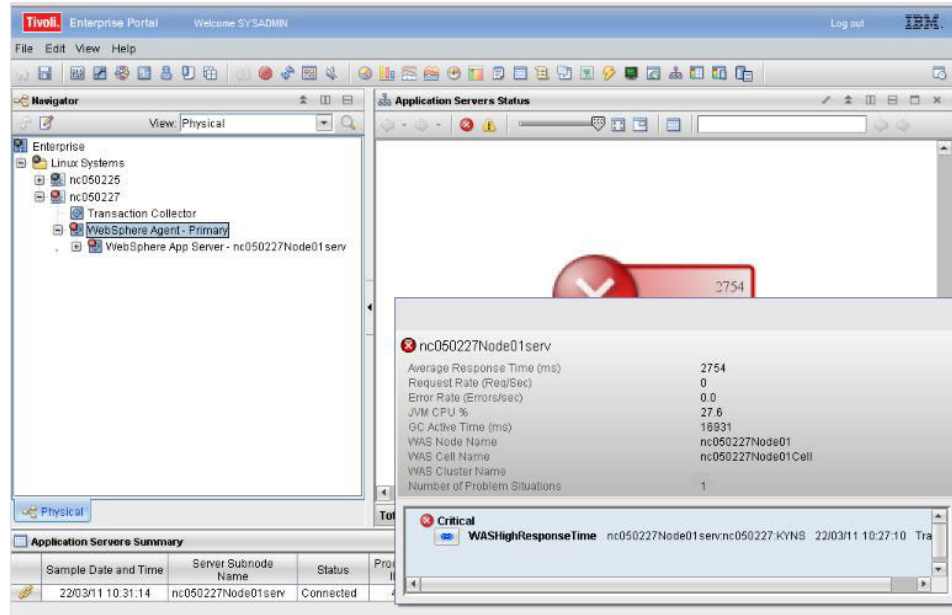 Tivoli. Enterprise Portal Welcome SYSADMIN Log out IBM.
File Edit View Help
Navigator
View: Physical
Enterprise
Linux Systems
nc050225
nc050227
Transaction Collector
WebSphere Agent - Primary
WebSphere App Server - nc050227Node01serv
Physical
Application Servers Status
2754
nc050227Node01serv
Average Response Time (ms) 2754
Request Rate (Req/Sec) 0
Error Rate (Errors/sec) 0.0
JVM CPU % 27.6
GC Active Time (ms) 16931
WAS Node Name nc050227Node01
WAS Cell Name nc050227Node01Cell
WAS Cluster Name
Number of Problem Situations 1
Critical
WASHighResponseTime nc050227Node01serv:nc050227:KYNS 22/03/11 10:27:10 Tra
Tot
Application Servers Summary
Sample Date and Time Server Subnode Name Status
22/03/11 10:31:14 nc050227Node01serv Connected